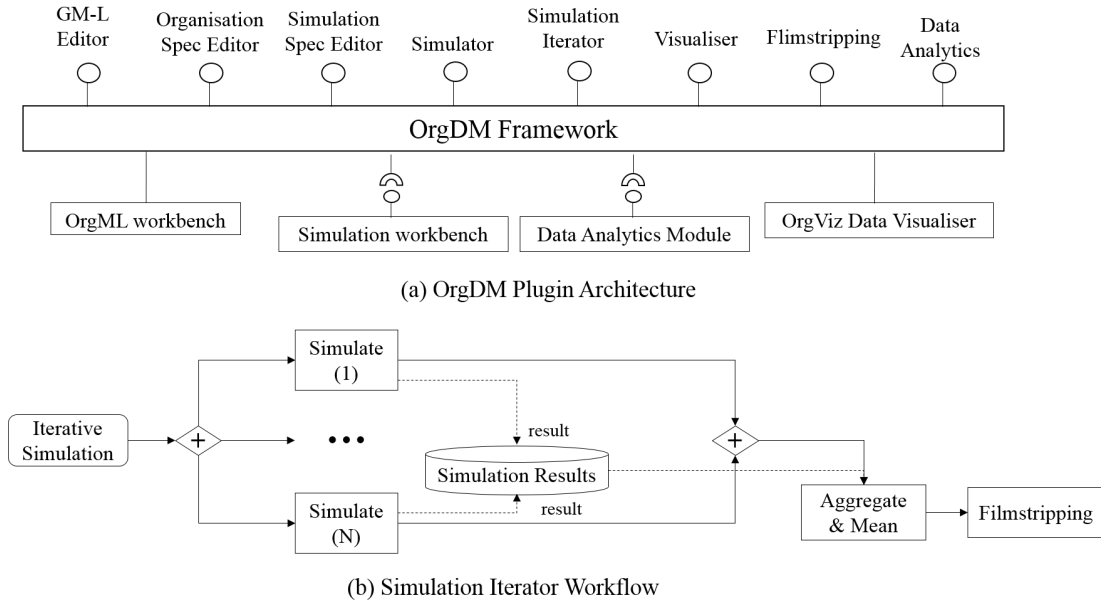 GM-L
Editor
Organisation
Spec Editor
Simulation
Spec Editor
Simulator
Simulation
Iterator
Visualiser
Flimstripping
Data
Analytics
OrgDM Framework
OrgML workbench
Simulation workbench
Data Analytics Module
OrgViz Data Visualiser
(a) OrgDM Plugin Architecture
Iterative
Simulation
+
Simulate
(1)
•••
Simulate
(N)
result
Simulation Results
result
+
Aggregate
& Mean
Filmstripping
(b) Simulation Iterator Workflow